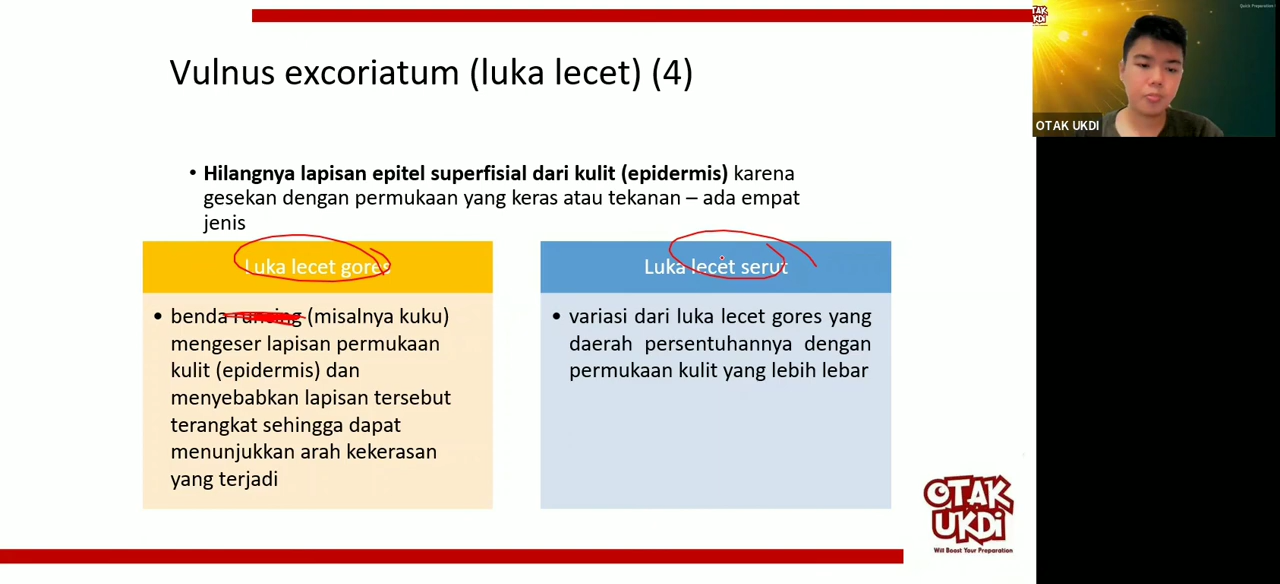 Vulnus excoriatum (luka lecet) (4)
• Hilangnya lapisan epitel superfisial dari kulit (epidermis) karena
gesekan dengan permukaan yang keras atau tekanan – ada empat
jenis
Luka lecet gores
• benda runcing (misalnya kuku)
mengeser lapisan permukaan
kulit (epidermis) dan
menyebabkan lapisan tersebut
terangkat sehingga dapat
menunjukkan arah kekerasan
yang terjadi
Luka lecet serut
• variasi dari luka lecet gores yang
daerah persentuhannya dengan
permukaan kulit yang lebih lebar
OTAK UKDI
OTAK
UKDi
Will Boost Your Preparation